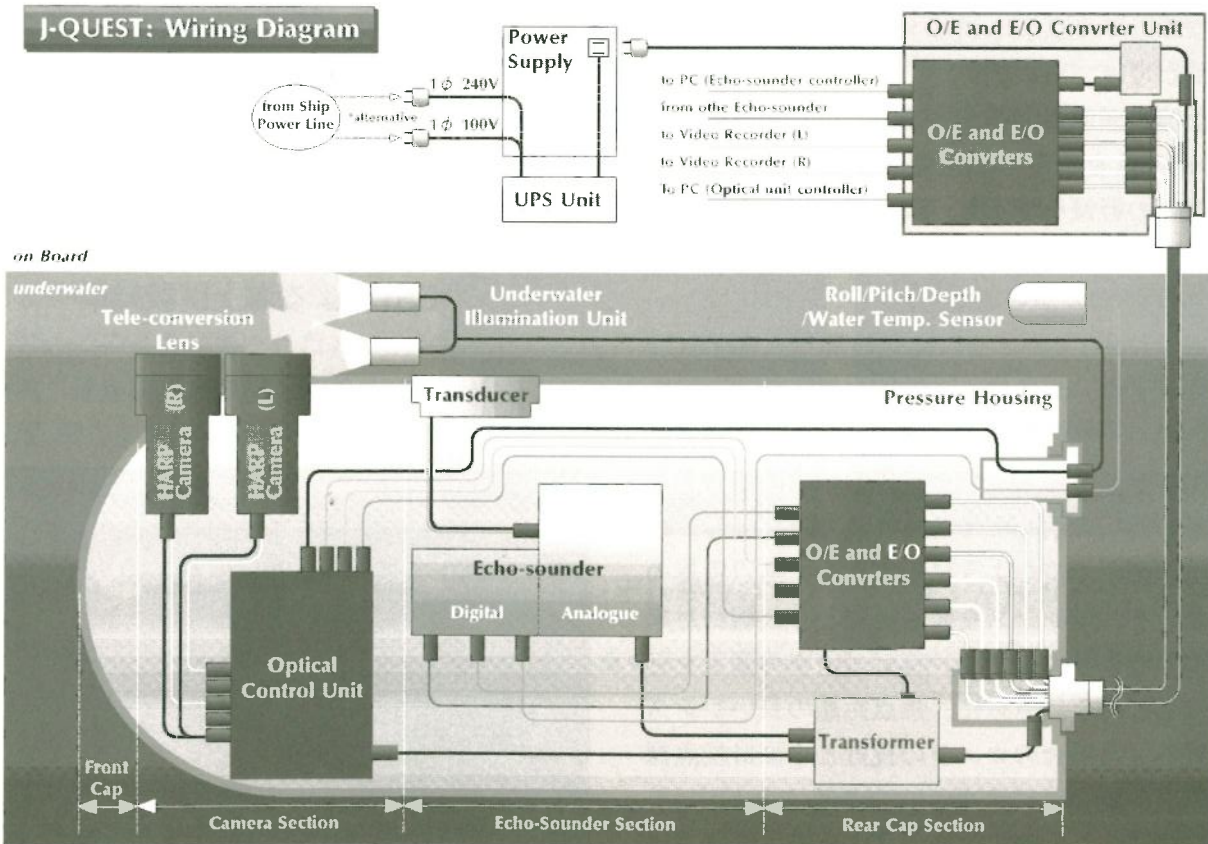 J-QUEST: Wiring Diagram
from Ship
Power Line
*alternative
1ϕ 240V
1ϕ 100V
Power
Supply
UPS Unit
O/E and E/O Convrter Unit
to PC (Echo-sounder controller)
from othe Echo-sounder
to Video Recorder (L)
to Video Recorder (R)
To PC (Optical unit controller)
O/E and E/O
Convrters
on Board
underwater
Tele-conversion
Lens
Underwater
Illumination Unit
Roll/Pitch/Depth
/Water Temp. Sensor
HARP (R)
Camera
HARP (L)
Camera
Transducer
Pressure Housing
Echo-sounder
Digital
Analogue
O/E and E/O
Convrters
Optical
Control Unit
Transformer
Front
Cap
Camera Section
Echo-Sounder Section
Rear Cap Section